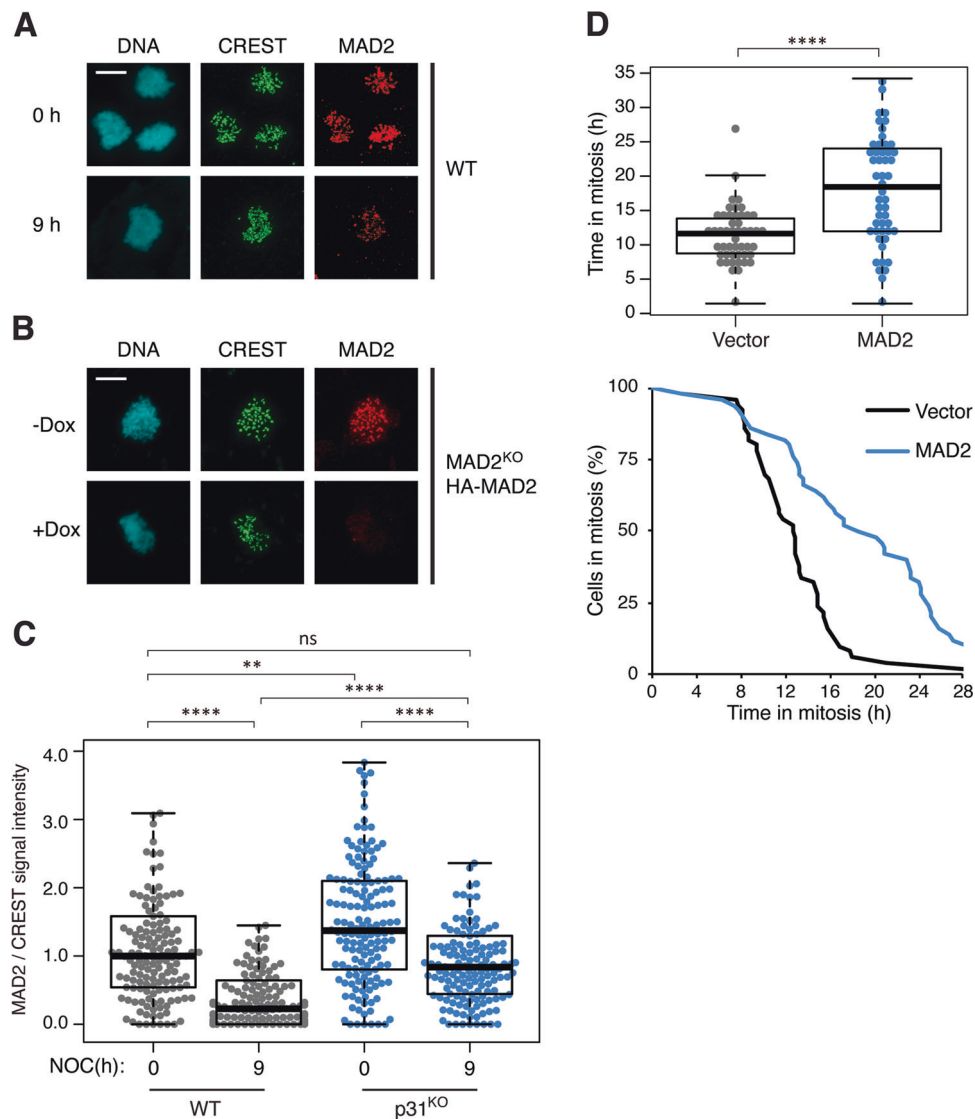 A
DNA CREST MAD2
0 h
WT
9 h
B
DNA CREST MAD2
-Dox
MAD2KO
HA-MAD2
+Dox
C
ns
**
****
**** ****
MAD2 / CREST signal intensity
4.0
3.0
2.0
1.0
0.0
NOC(h): 0 9 0 9
WT p31KO
D
****
Time in mitosis (h)
35
30
25
20
15
10
5
0
Vector MAD2
Cells in mitosis (%)
100
75
50
25
0
Vector
MAD2
0 4 8 12 16 20 24 28
Time in mitosis (h)